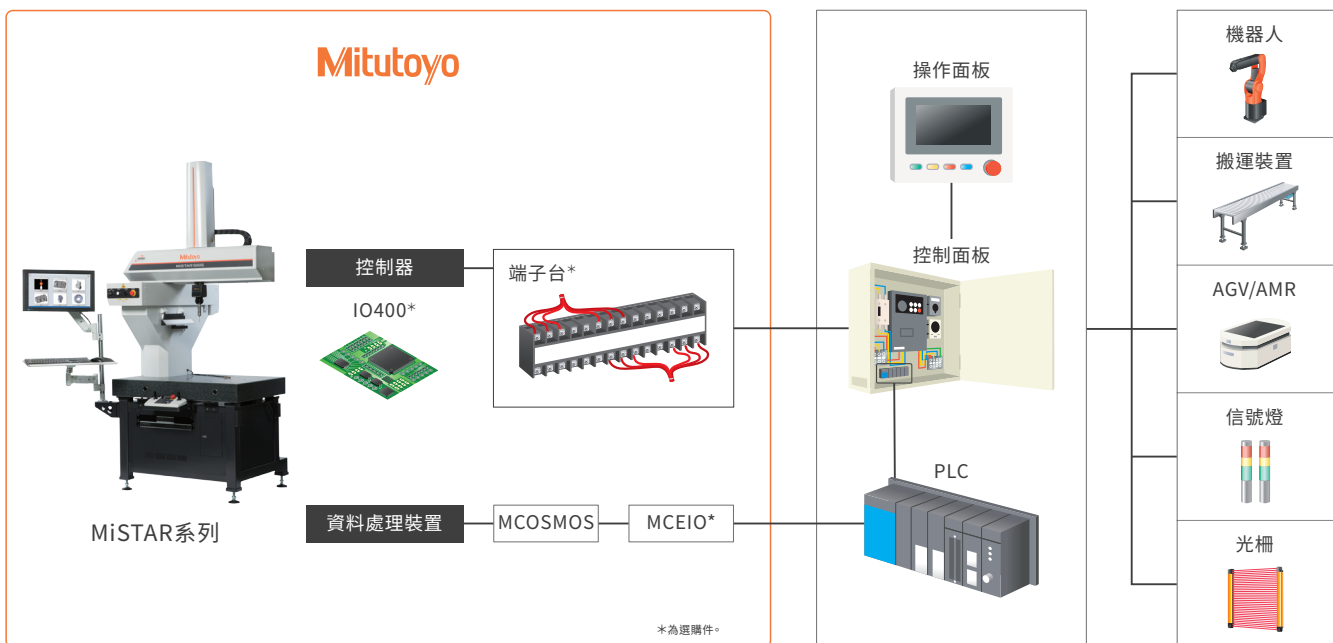 Mitutoyo
Mitutoyo
MiSTAR系列
控制器
IO400*
端子台*
資料處理裝置
MCOSMOS
MCEIO*
*為選購件。
操作面板
控制面板
PLC
機器人
搬運裝置
AGV/AMR
信號燈
光柵